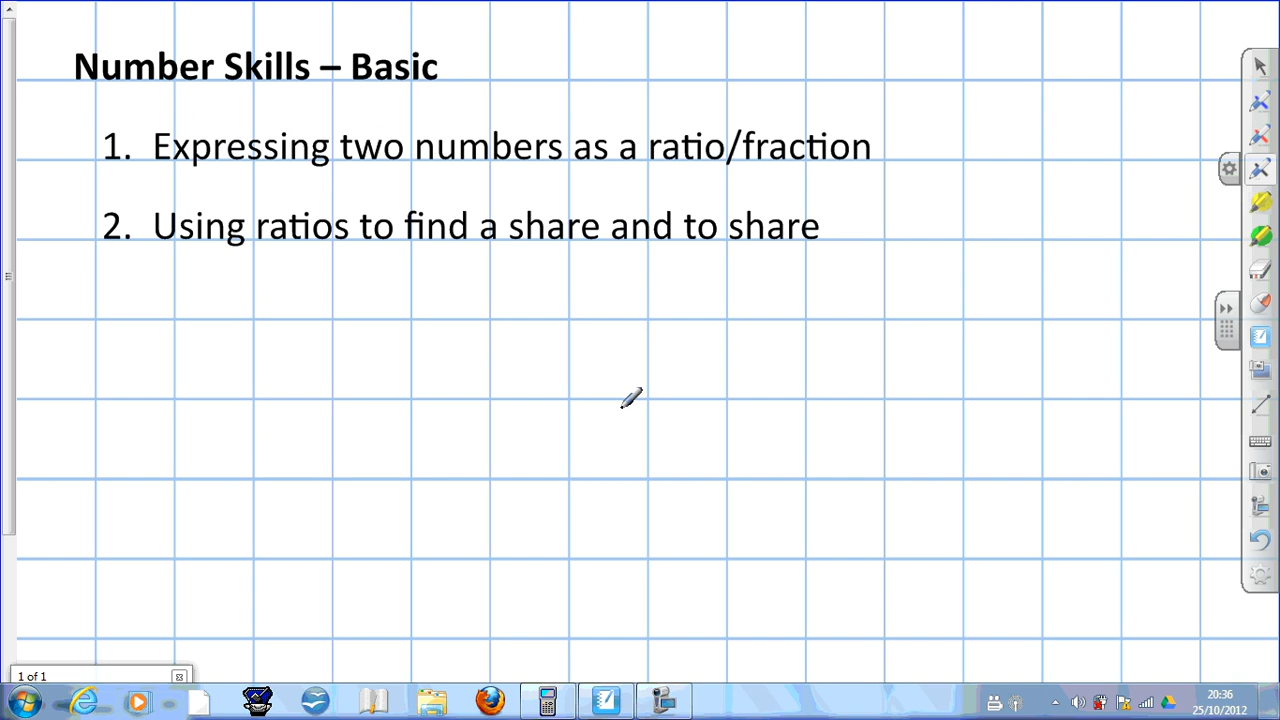 Number Skills – Basic
1. Expressing two numbers as a ratio/fraction
2. Using ratios to find a share and to share
1 of 1
20:36
25/10/2012